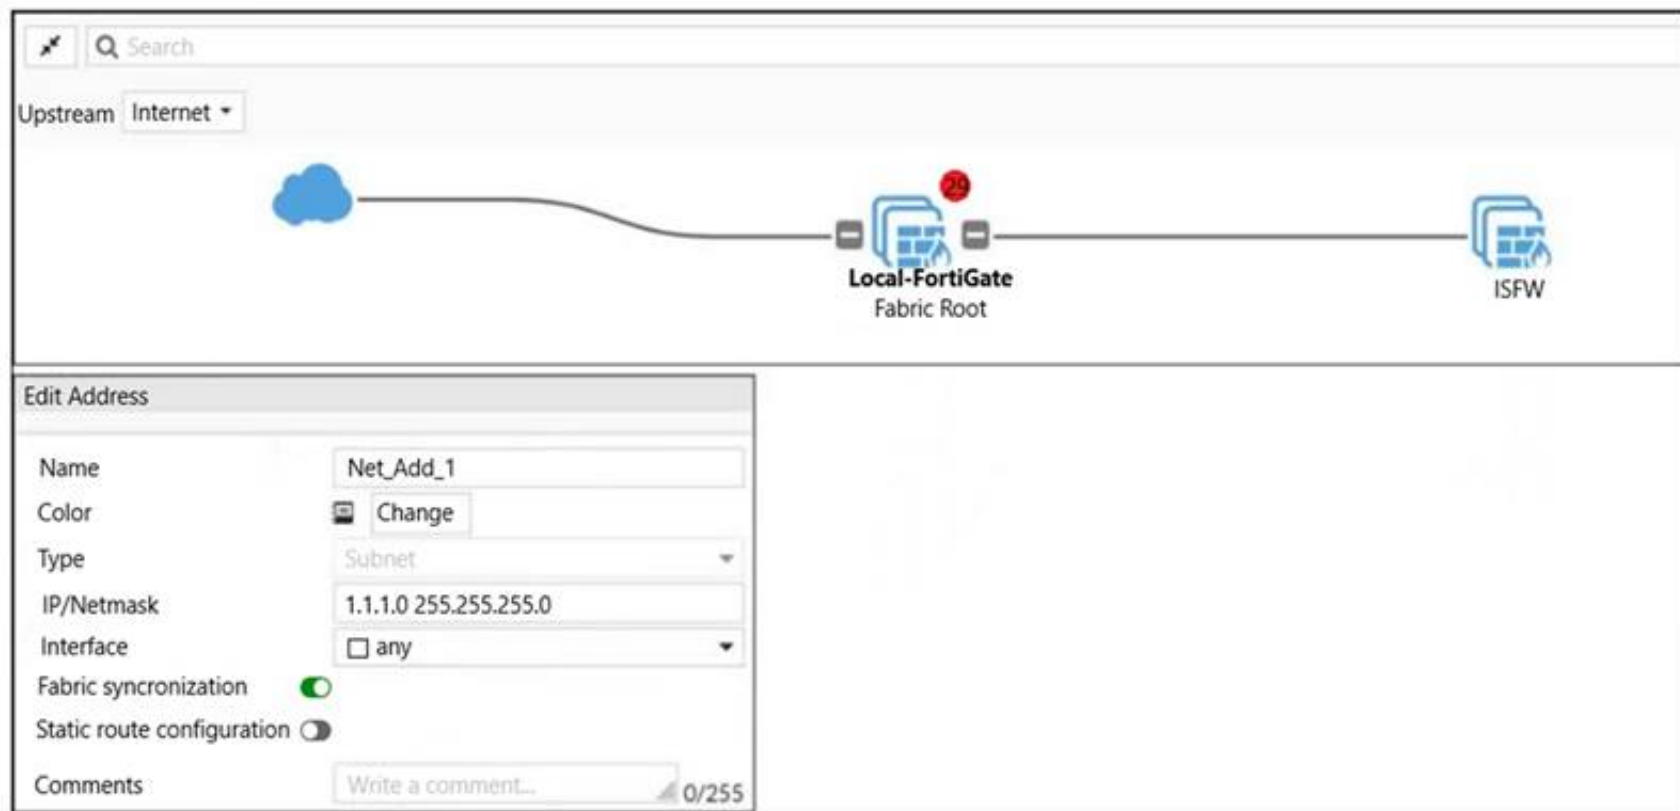 Search
Upstream Internet
29
Local-FortiGate
Fabric Root
ISFW
Edit Address
Name Net_Add_1
Color Change
Type Subnet
IP/Netmask 1.1.1.0 255.255.255.0
Interface any
Fabric syncronization
Static route configuration
Comments Write a comment... 0/255